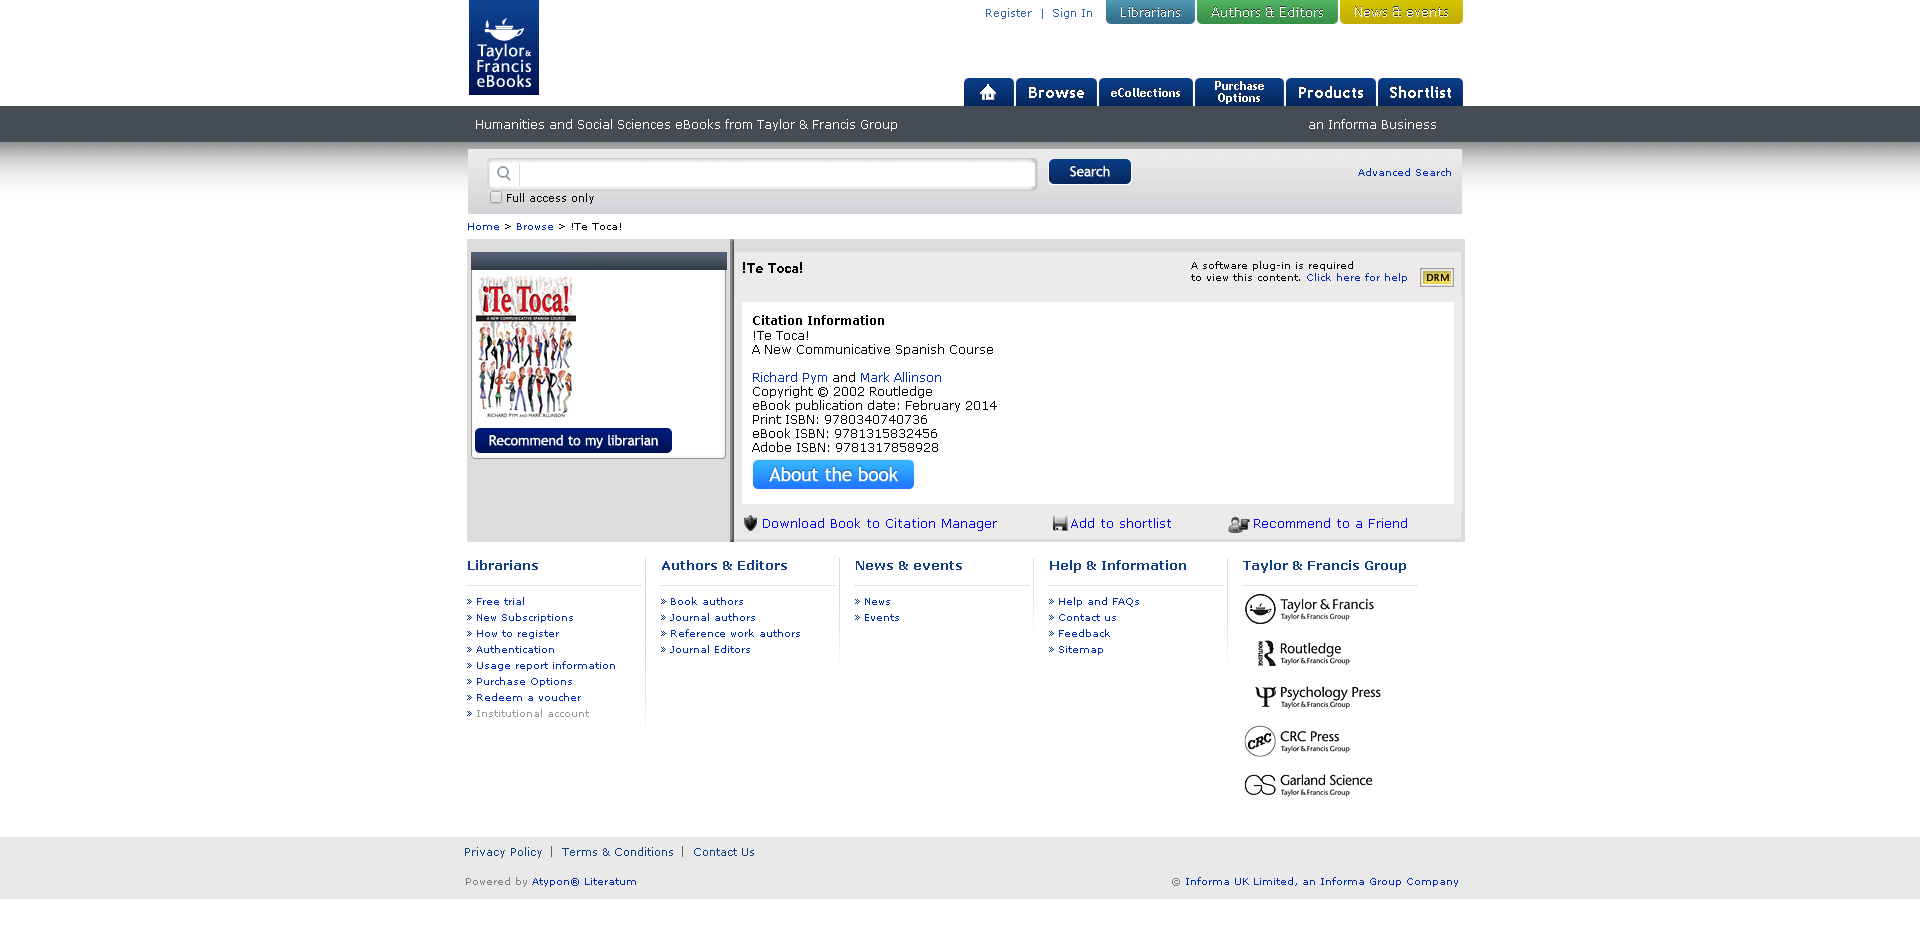 Register | Sign In Librarians Authors & Editors News & events
Taylor &
Francis
eBooks
Browse eCollections Purchase Options Products Shortlist
Humanities and Social Sciences eBooks from Taylor & Francis Group an Informa Business
Search Advanced Search
Full access only
Home > Browse > !Te Toca!
¡Te Toca!
A NEW COMMUNICATIVE SPANISH COURSE
RICHARD PYM AND MARK ALLINSON
Recommend to my librarian
!Te Toca!
A software plug-in is required
to view this content. Click here for help DRM
Citation Information
!Te Toca!
A New Communicative Spanish Course
Richard Pym and Mark Allinson
Copyright © 2002 Routledge
eBook publication date: February 2014
Print ISBN: 9780340740736
eBook ISBN: 9781315832456
Adobe ISBN: 9781317858928
About the book
Download Book to Citation Manager Add to shortlist Recommend to a Friend
Librarians
» Free trial
» New Subscriptions
» How to register
» Authentication
» Usage report information
» Purchase Options
» Redeem a voucher
» Institutional account
Authors & Editors
» Book authors
» Journal authors
» Reference work authors
» Journal Editors
News & events
» News
» Events
Help & Information
» Help and FAQs
» Contact us
» Feedback
» Sitemap
Taylor & Francis Group
Taylor & Francis
Taylor & Francis Group
ROUTLEDGE
Routledge
Taylor & Francis Group
Psychology Press
Taylor & Francis Group
CRC
CRC Press
Taylor & Francis Group
GS
Garland Science
Taylor & Francis Group
Privacy Policy | Terms & Conditions | Contact Us
Powered by Atypon® Literatum © Informa UK Limited, an Informa Group Company